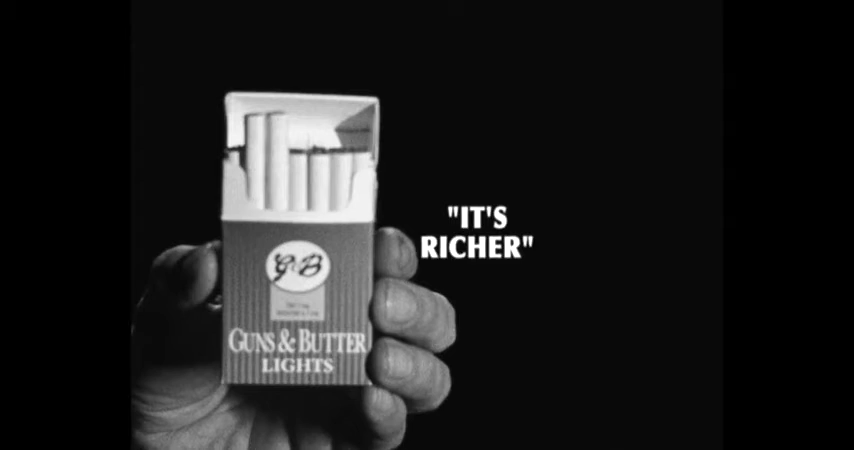 G&B
GUNS & BUTTER
LIGHTS
"IT'S
RICHER"